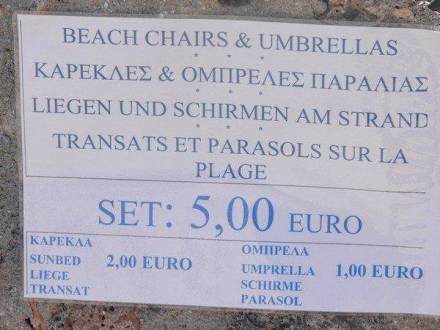 BEACH CHAIRS & UMBRELLAS
ΚΑΡΕΚΛΕΣ & ΟΜΠΡΕΛΕΣ ΠΑΡΑΛΙΑΣ
LIEGEN UND SCHIRMEN AM STRAND
TRANSATS ET PARASOLS SUR LA
PLAGE
SET: 5,00 EURO
ΚΑΡΕΚΛΑ
SUNBED 2,00 EURO
LIEGE
TRANSAT
ΟΜΠΡΕΛΑ
UMPRELLA 1,00 EURO
SCHIRME
PARASOL